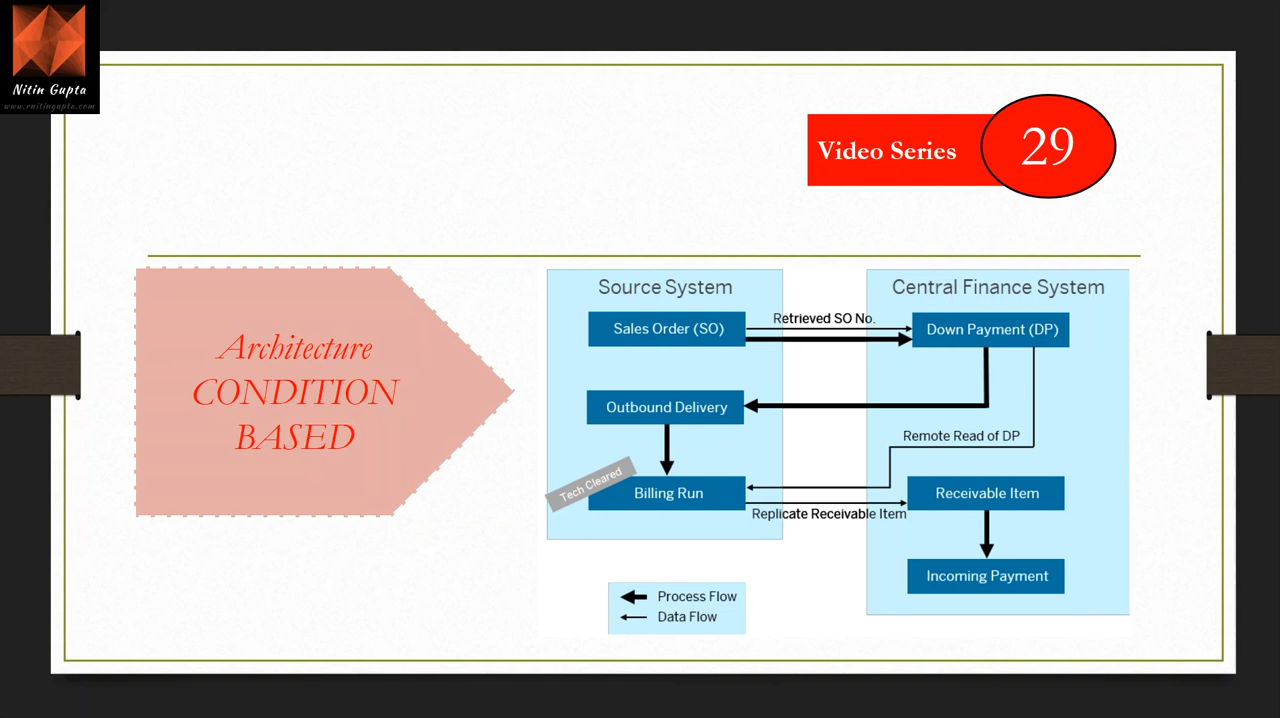 Nitin Gupta
www.rnitingupta.com
Video Series
29
Architecture
CONDITION
BASED
Source System
Central Finance System
Sales Order (SO)
Retrieved SO No.
Down Payment (DP)
Outbound Delivery
Remote Read of DP
Tech Cleared
Billing Run
Receivable Item
Replicate Receivable Item
Incoming Payment
Process Flow
Data Flow